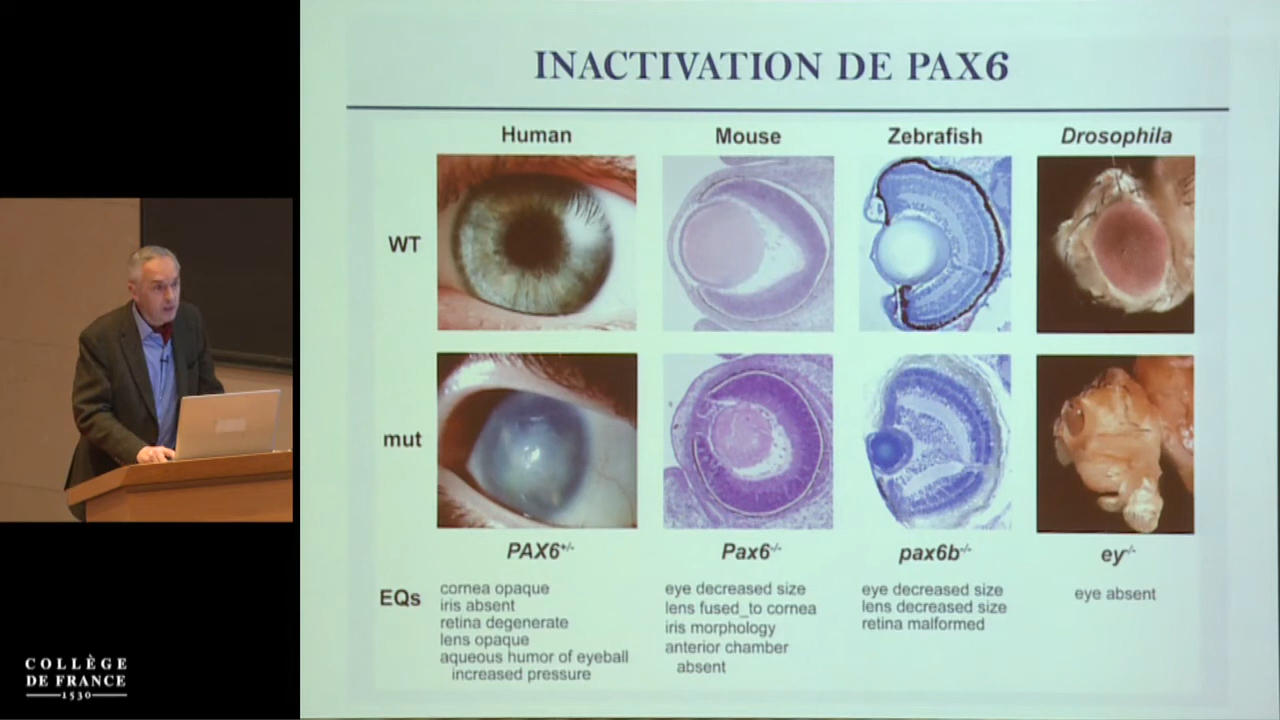 INACTIVATION DE PAX6
Human Mouse Zebrafish Drosophila
WT
mut
PAX6+/- Pax6-/- pax6b-/- ey-/-
EQs
cornea opaque
iris absent
retina degenerate
lens opaque
aqueous humor of eyeball
increased pressure
eye decreased size
lens fused_to cornea
iris morphology
anterior chamber
absent
eye decreased size
lens decreased size
retina malformed
eye absent
COLLÈGE
DE FRANCE
1530